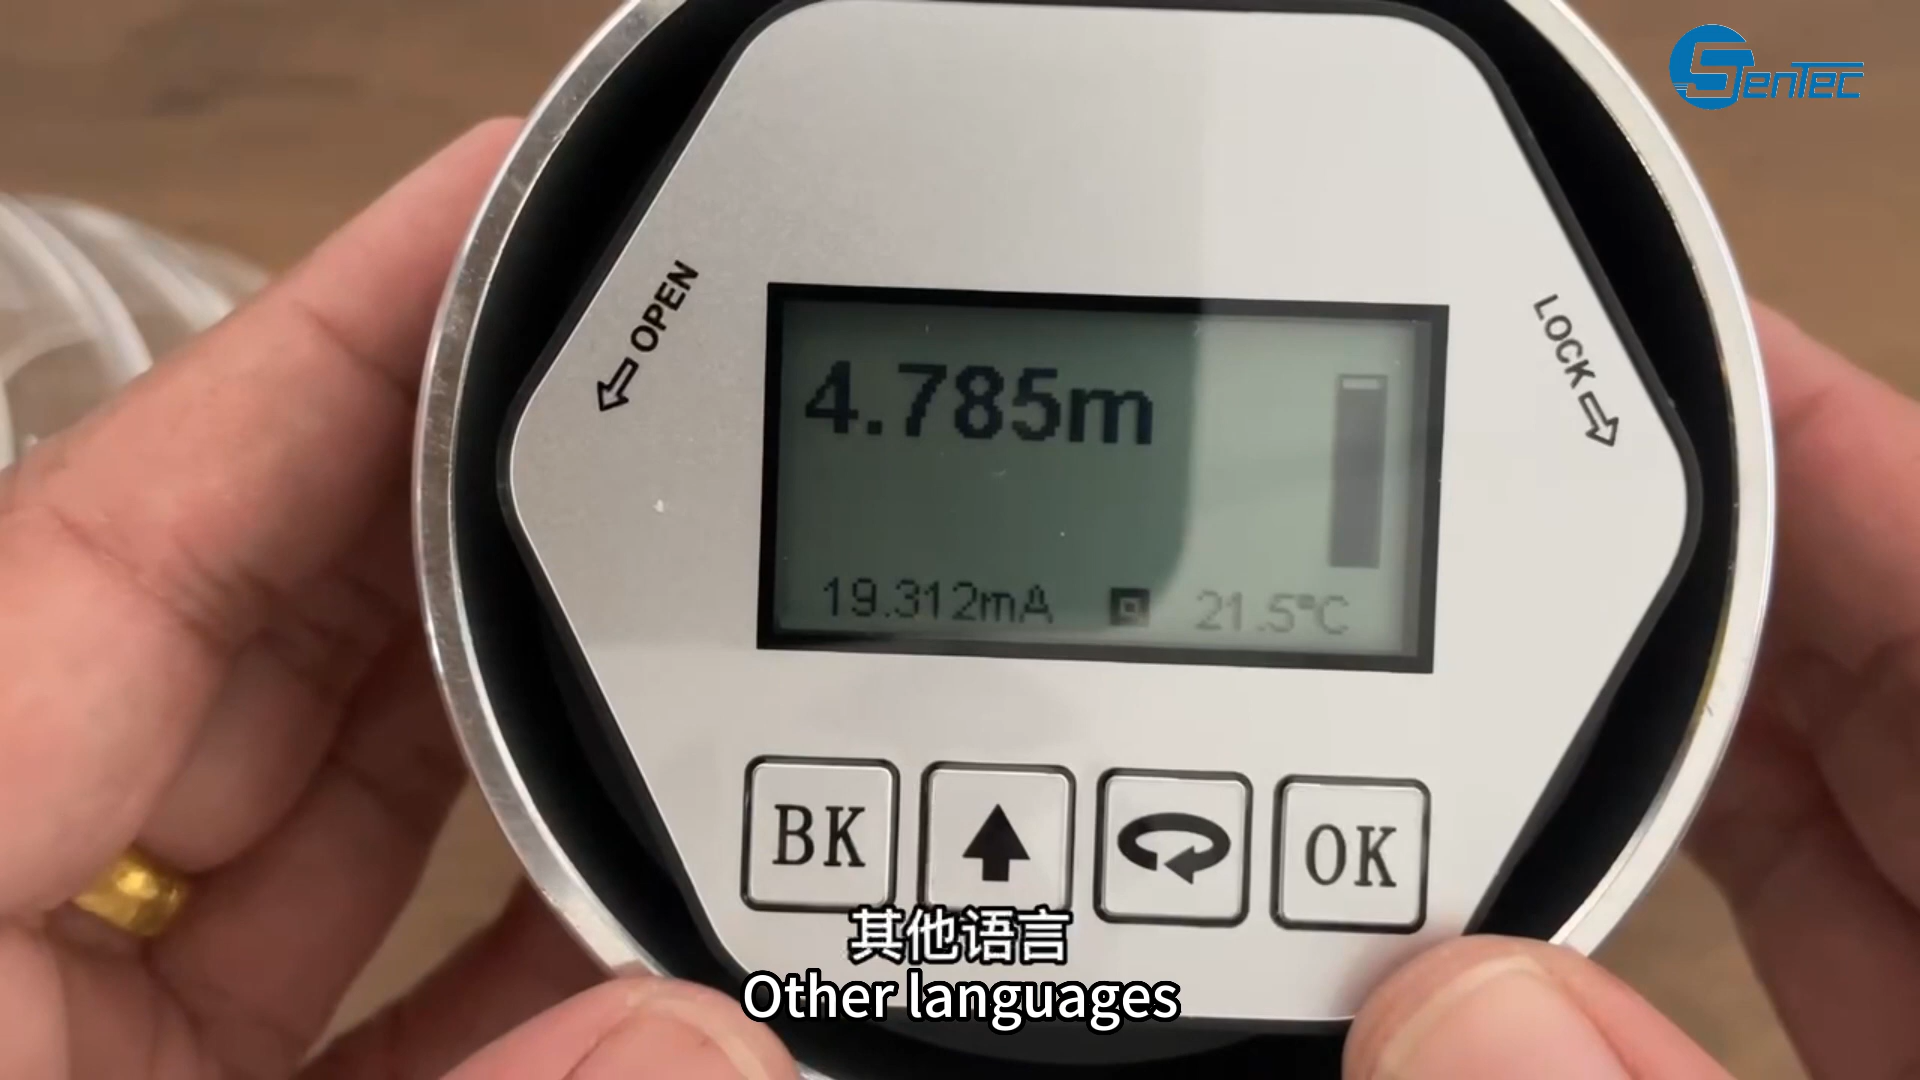 SenTec
OPEN
LOCK
4.785m
19.312mA
21.5°C
BK
OK
其他语言
Other languages